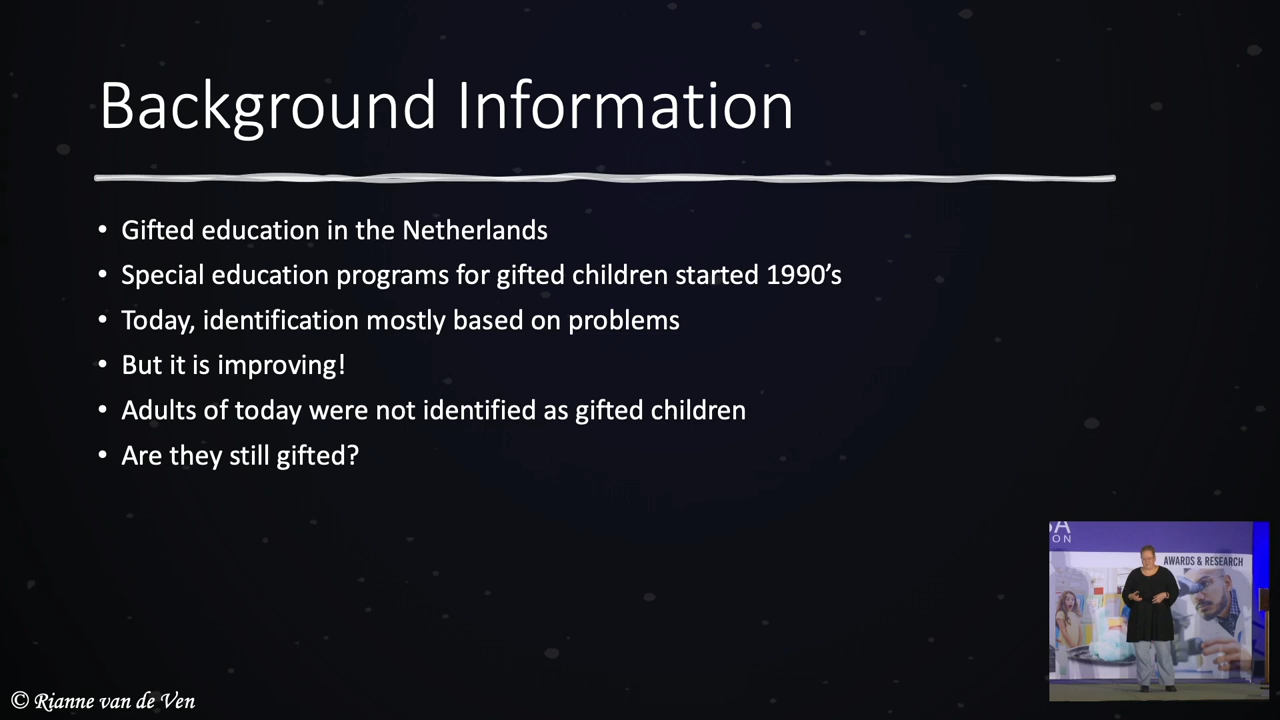 Background Information
• Gifted education in the Netherlands
• Special education programs for gifted children started 1990’s
• Today, identification mostly based on problems
• But it is improving!
• Adults of today were not identified as gifted children
• Are they still gifted?
AWARDS & RESEARCH
© Rianne van de Ven